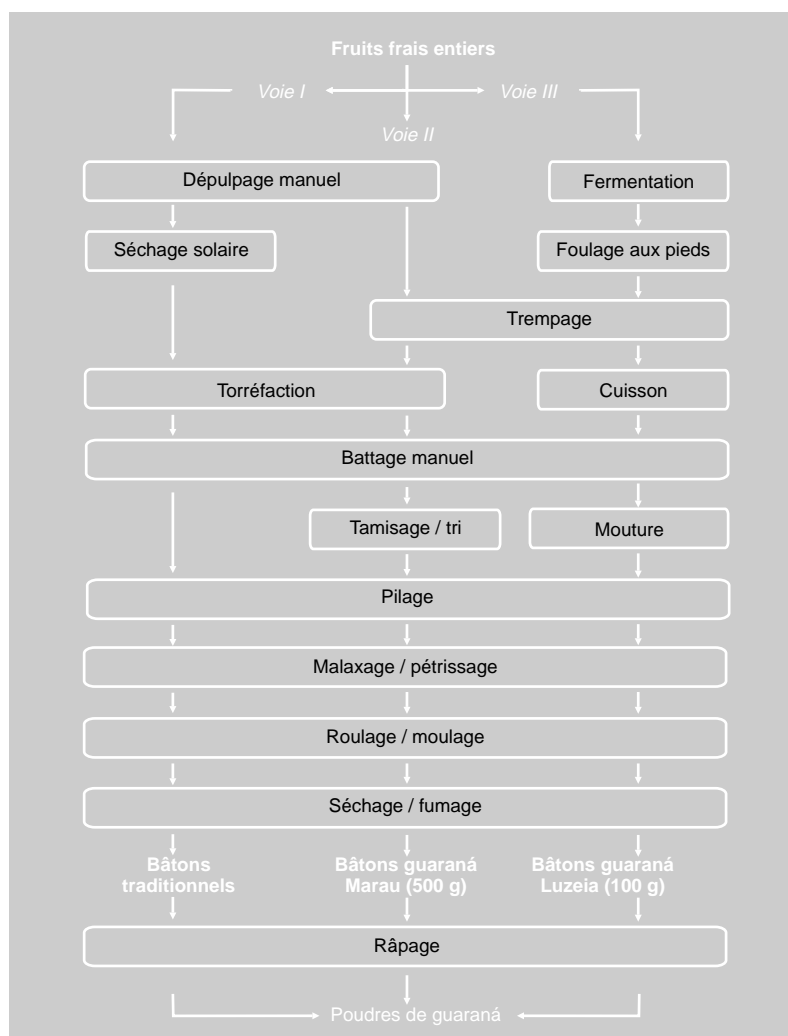 Fruits frais entiers
Voie I
Voie III
Voie II
Dépulpage manuel
Fermentation
Séchage solaire
Foulage aux pieds
Trempage
Torréfaction
Cuisson
Battage manuel
Tamisage / tri
Mouture
Pilage
Malaxage / pétrissage
Roulage / moulage
Séchage / fumage
Bâtons
traditionnels
Bâtons guaraná
Marau (500 g)
Bâtons guaraná
Luzeia (100 g)
Râpage
Poudres de guaraná